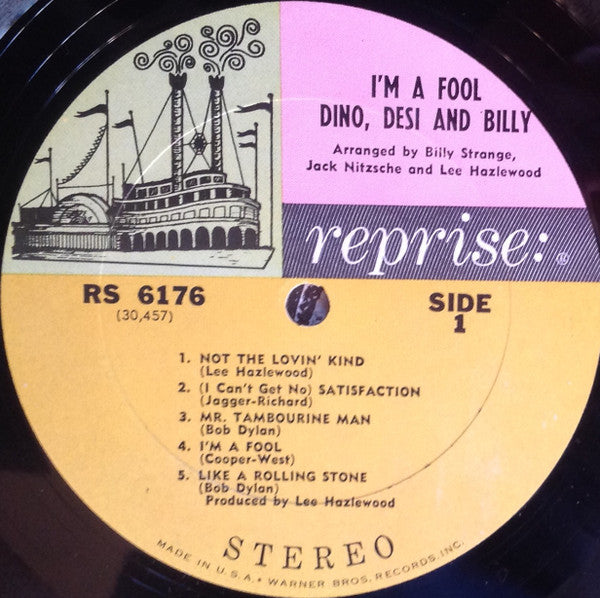 I'M A FOOL
DINO, DESI AND BILLY
Arranged by Billy Strange,
Jack Nitzsche and Lee Hazlewood
reprise:®
RS 6176
(30,457)
SIDE
1
1. NOT THE LOVIN' KIND
(Lee Hazlewood)
2. (I Can't Get No) SATISFACTION
(Jagger-Richard)
3. MR. TAMBOURINE MAN
(Bob Dylan)
4. I'M A FOOL
(Cooper-West)
5. LIKE A ROLLING STONE
(Bob Dylan)
Produced by Lee Hazlewood
STEREO
MADE IN U.S.A. • WARNER BROS. RECORDS, INC.